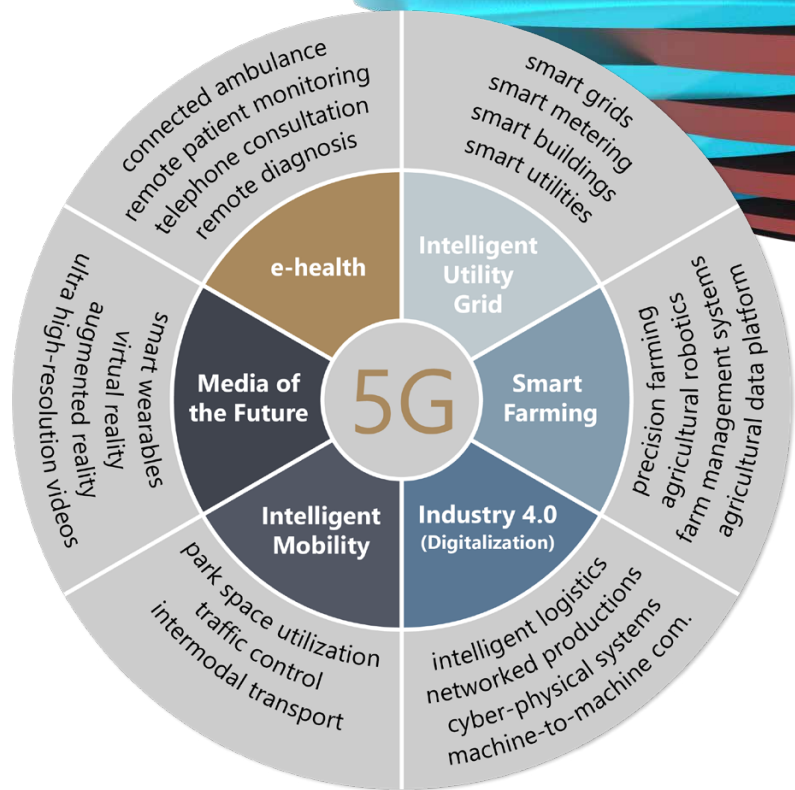 connected ambulance
remote patient monitoring
telephone consultation
remote diagnosis
smart grids
smart metering
smart buildings
smart utilities
e-health
Intelligent
Utility
Grid
precision farming
agricultural robotics
farm management systems
agricultural data platform
Smart
Farming
5G
Media of
the Future
smart wearables
virtual reality
augmented reality
ultra high-resolution videos
Intelligent
Mobility
park space utilization
traffic control
intermodal transport
Industry 4.0
(Digitalization)
intelligent logistics
networked productions
cyber-physical systems
machine-to-machine com.